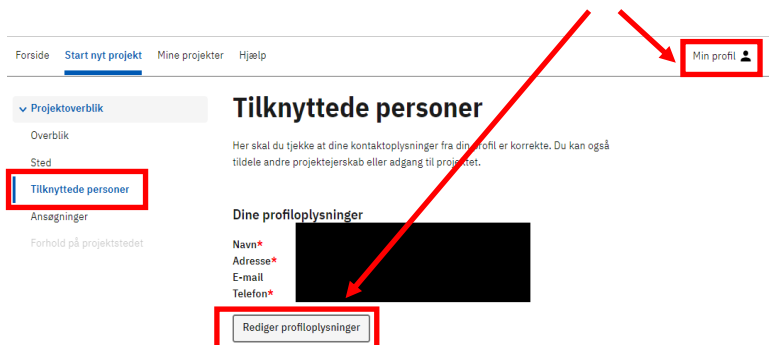 Forside Start nyt projekt Mine projekter Hjælp Min profil
Projektoverblik
Overblik
Sted
Tilknyttede personer
Ansøgninger
Forhold på projektstedet
Tilknyttede personer
Her skal du tjekke at dine kontaktoplysninger fra din profil er korrekte. Du kan også
tildele andre projektejerskab eller adgang til projektet.
Dine profiloplysninger
Navn*
Adresse*
E-mail
Telefon*
Rediger profiloplysninger